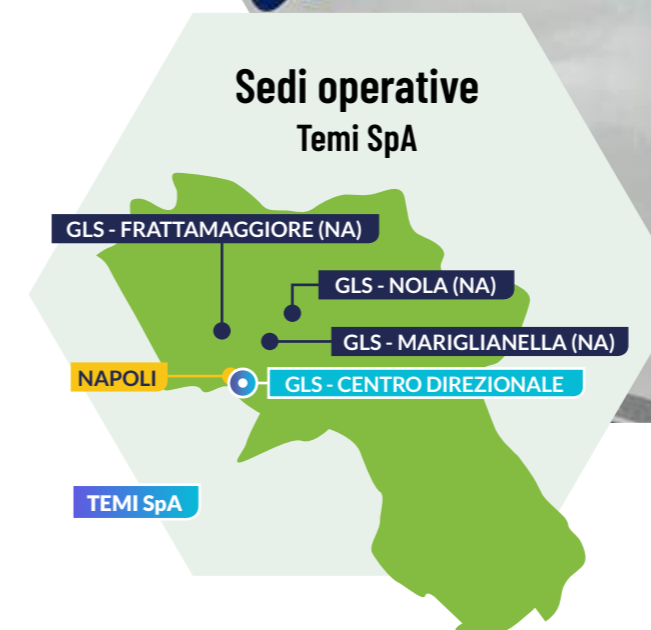 Sedi operative
Temi SpA
GLS - FRATTAMAGGIORE (NA)
GLS - NOLA (NA)
GLS - MARIGLIANELLA (NA)
NAPOLI
GLS - CENTRO DIREZIONALE
TEMI SpA